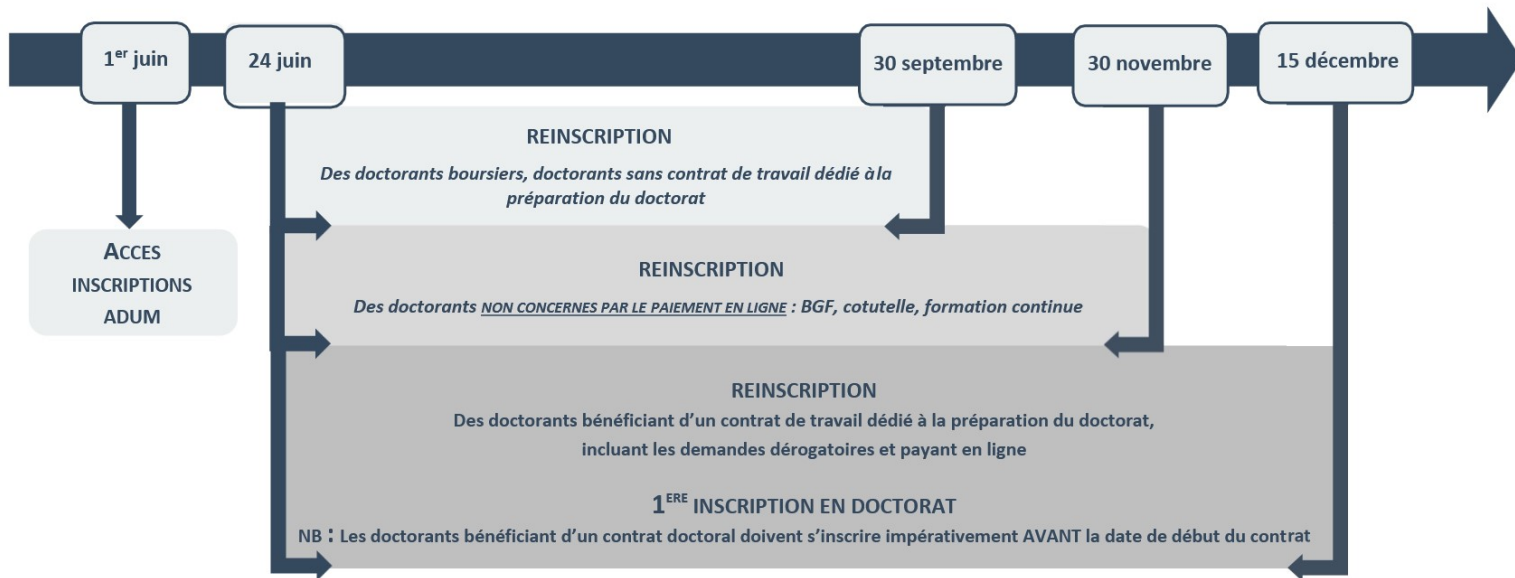 1er juin
24 juin
30 septembre
30 novembre
15 décembre
REINSCRIPTION
Des doctorants boursiers, doctorants sans contrat de travail dédié à la
préparation du doctorat
ACCES
INSCRIPTIONS
ADUM
REINSCRIPTION
Des doctorants NON CONCERNES PAR LE PAIEMENT EN LIGNE : BGF, cotutelle, formation continue
REINSCRIPTION
Des doctorants bénéficiant d'un contrat de travail dédié à la préparation du doctorat,
incluant les demandes dérogatoires et payant en ligne
1ERE INSCRIPTION EN DOCTORAT
NB : Les doctorants bénéficiant d'un contrat doctoral doivent s'inscrire impérativement AVANT la date de début du contrat